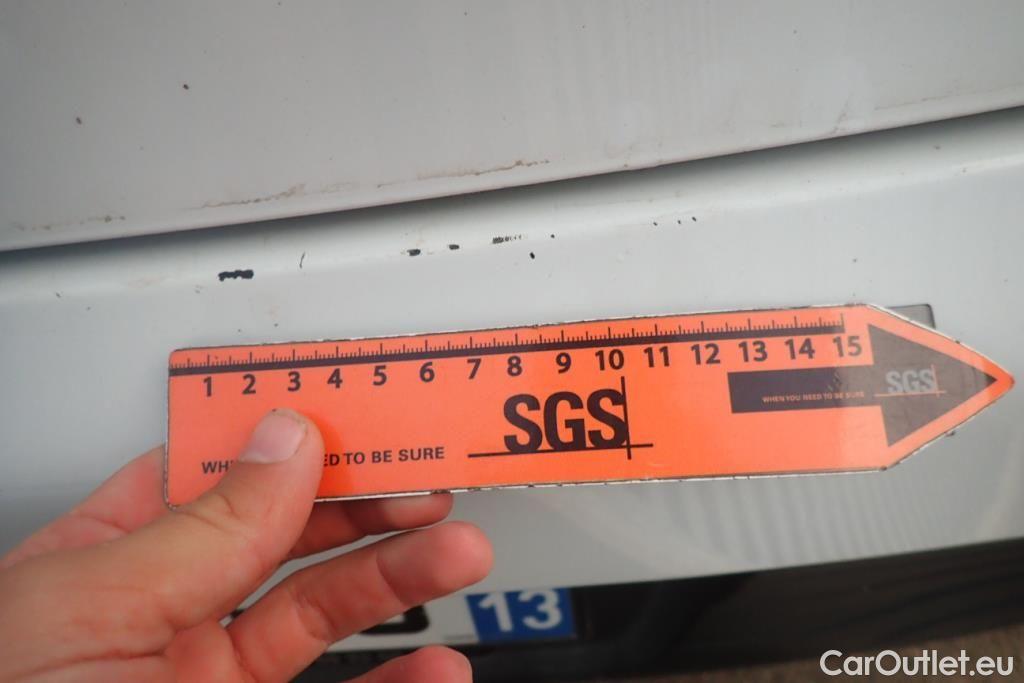 1 2 3 4 5 6 7 8 9 10 11 12 13 14 15
SGS
WHEN YOU NEED TO BE SURE
SGS
TO BE SURE
13
CarOutlet.eu